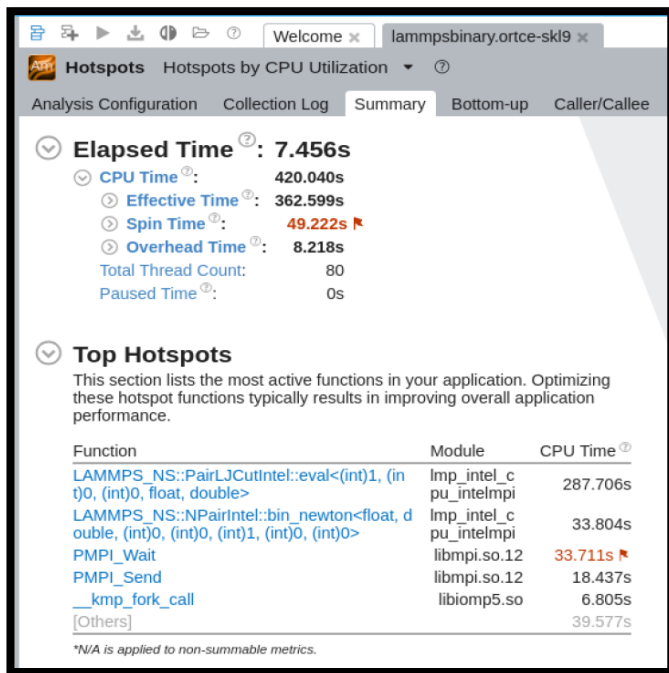 Welcome
lammpsbinary.ortce-skl9
Hotspots Hotspots by CPU Utilization
Analysis Configuration Collection Log Summary Bottom-up Caller/Callee
Elapsed Time: 7.456s
CPU Time: 420.040s
Effective Time: 362.599s
Spin Time: 49.222s
Overhead Time: 8.218s
Total Thread Count: 80
Paused Time: 0s
Top Hotspots
This section lists the most active functions in your application. Optimizing
these hotspot functions typically results in improving overall application
performance.
Function Module CPU Time
LAMMPS_NS::PairLJCutIntel::eval<(int)1, (in lmp_intel_c 287.706s
t)0, (int)0, float, double> pu_intelmpi
LAMMPS_NS::NPairIntel::bin_newton<float, d lmp_intel_c 33.804s
ouble, (int)0, (int)0, (int)1, (int)0, (int)0> pu_intelmpi
PMPI_Wait libmpi.so.12 33.711s
PMPI_Send libmpi.so.12 18.437s
__kmp_fork_call libiomp5.so 6.805s
[Others] 39.577s
*N/A is applied to non-summable metrics.